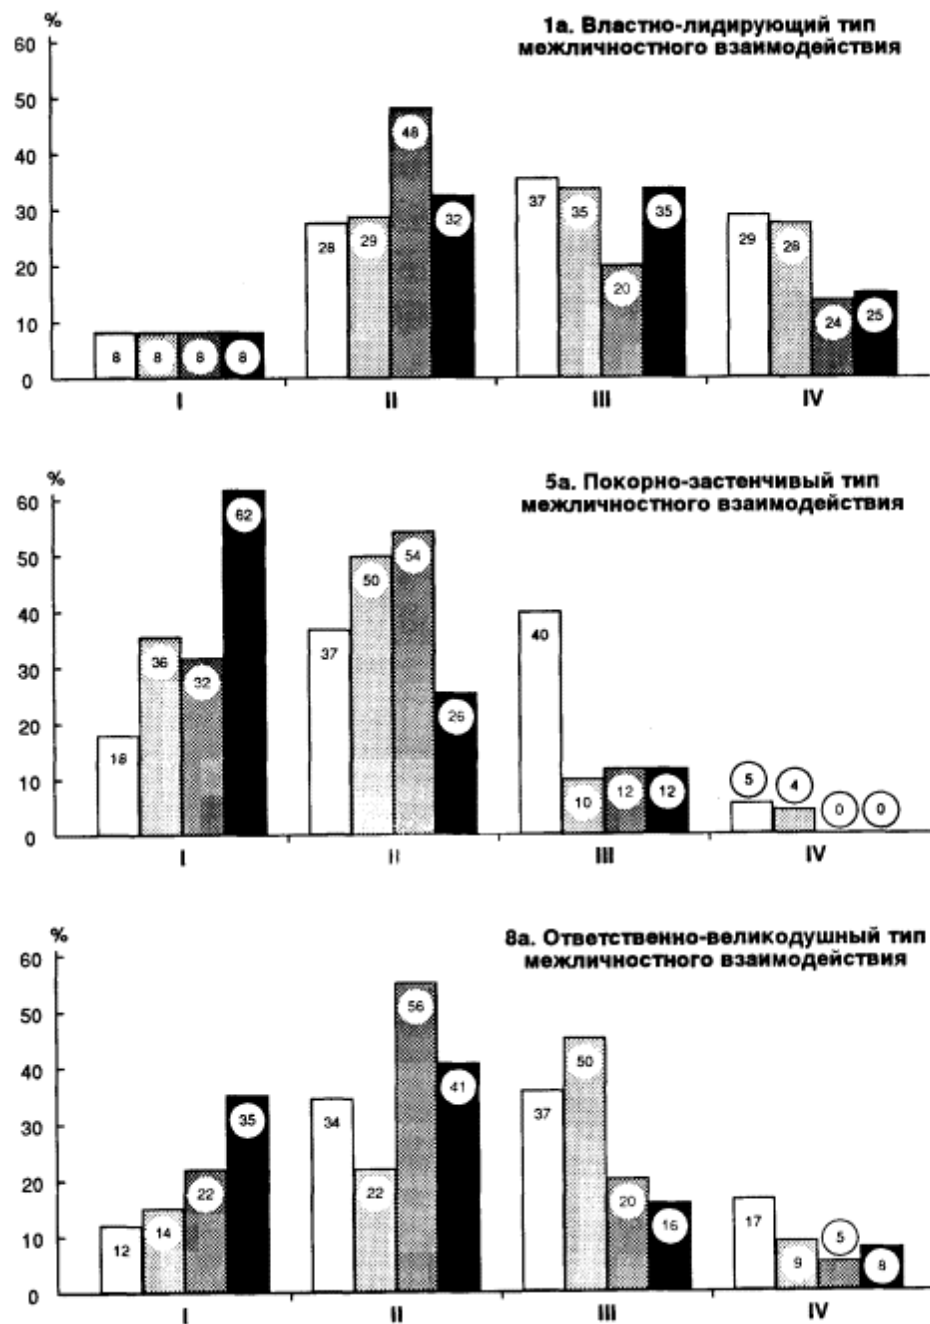 %
1а. Властно-лидирующий тип
межличностного взаимодействия
60
50
40
30
20
10
0
8 8 8 8
28 29 48 32
37 35 20 35
29 28 24 25
I II III IV
%
5а. Покорно-застенчивый тип
межличностного взаимодействия
60
50
40
30
20
10
0
18 36 32 62
37 50 54 26
40 10 12 12
5 4 0 0
I II III IV
%
8а. Ответственно-великодушный тип
межличностного взаимодействия
60
50
40
30
20
10
0
12 14 22 35
34 22 56 41
37 50 20 16
17 9 5 8
I II III IV